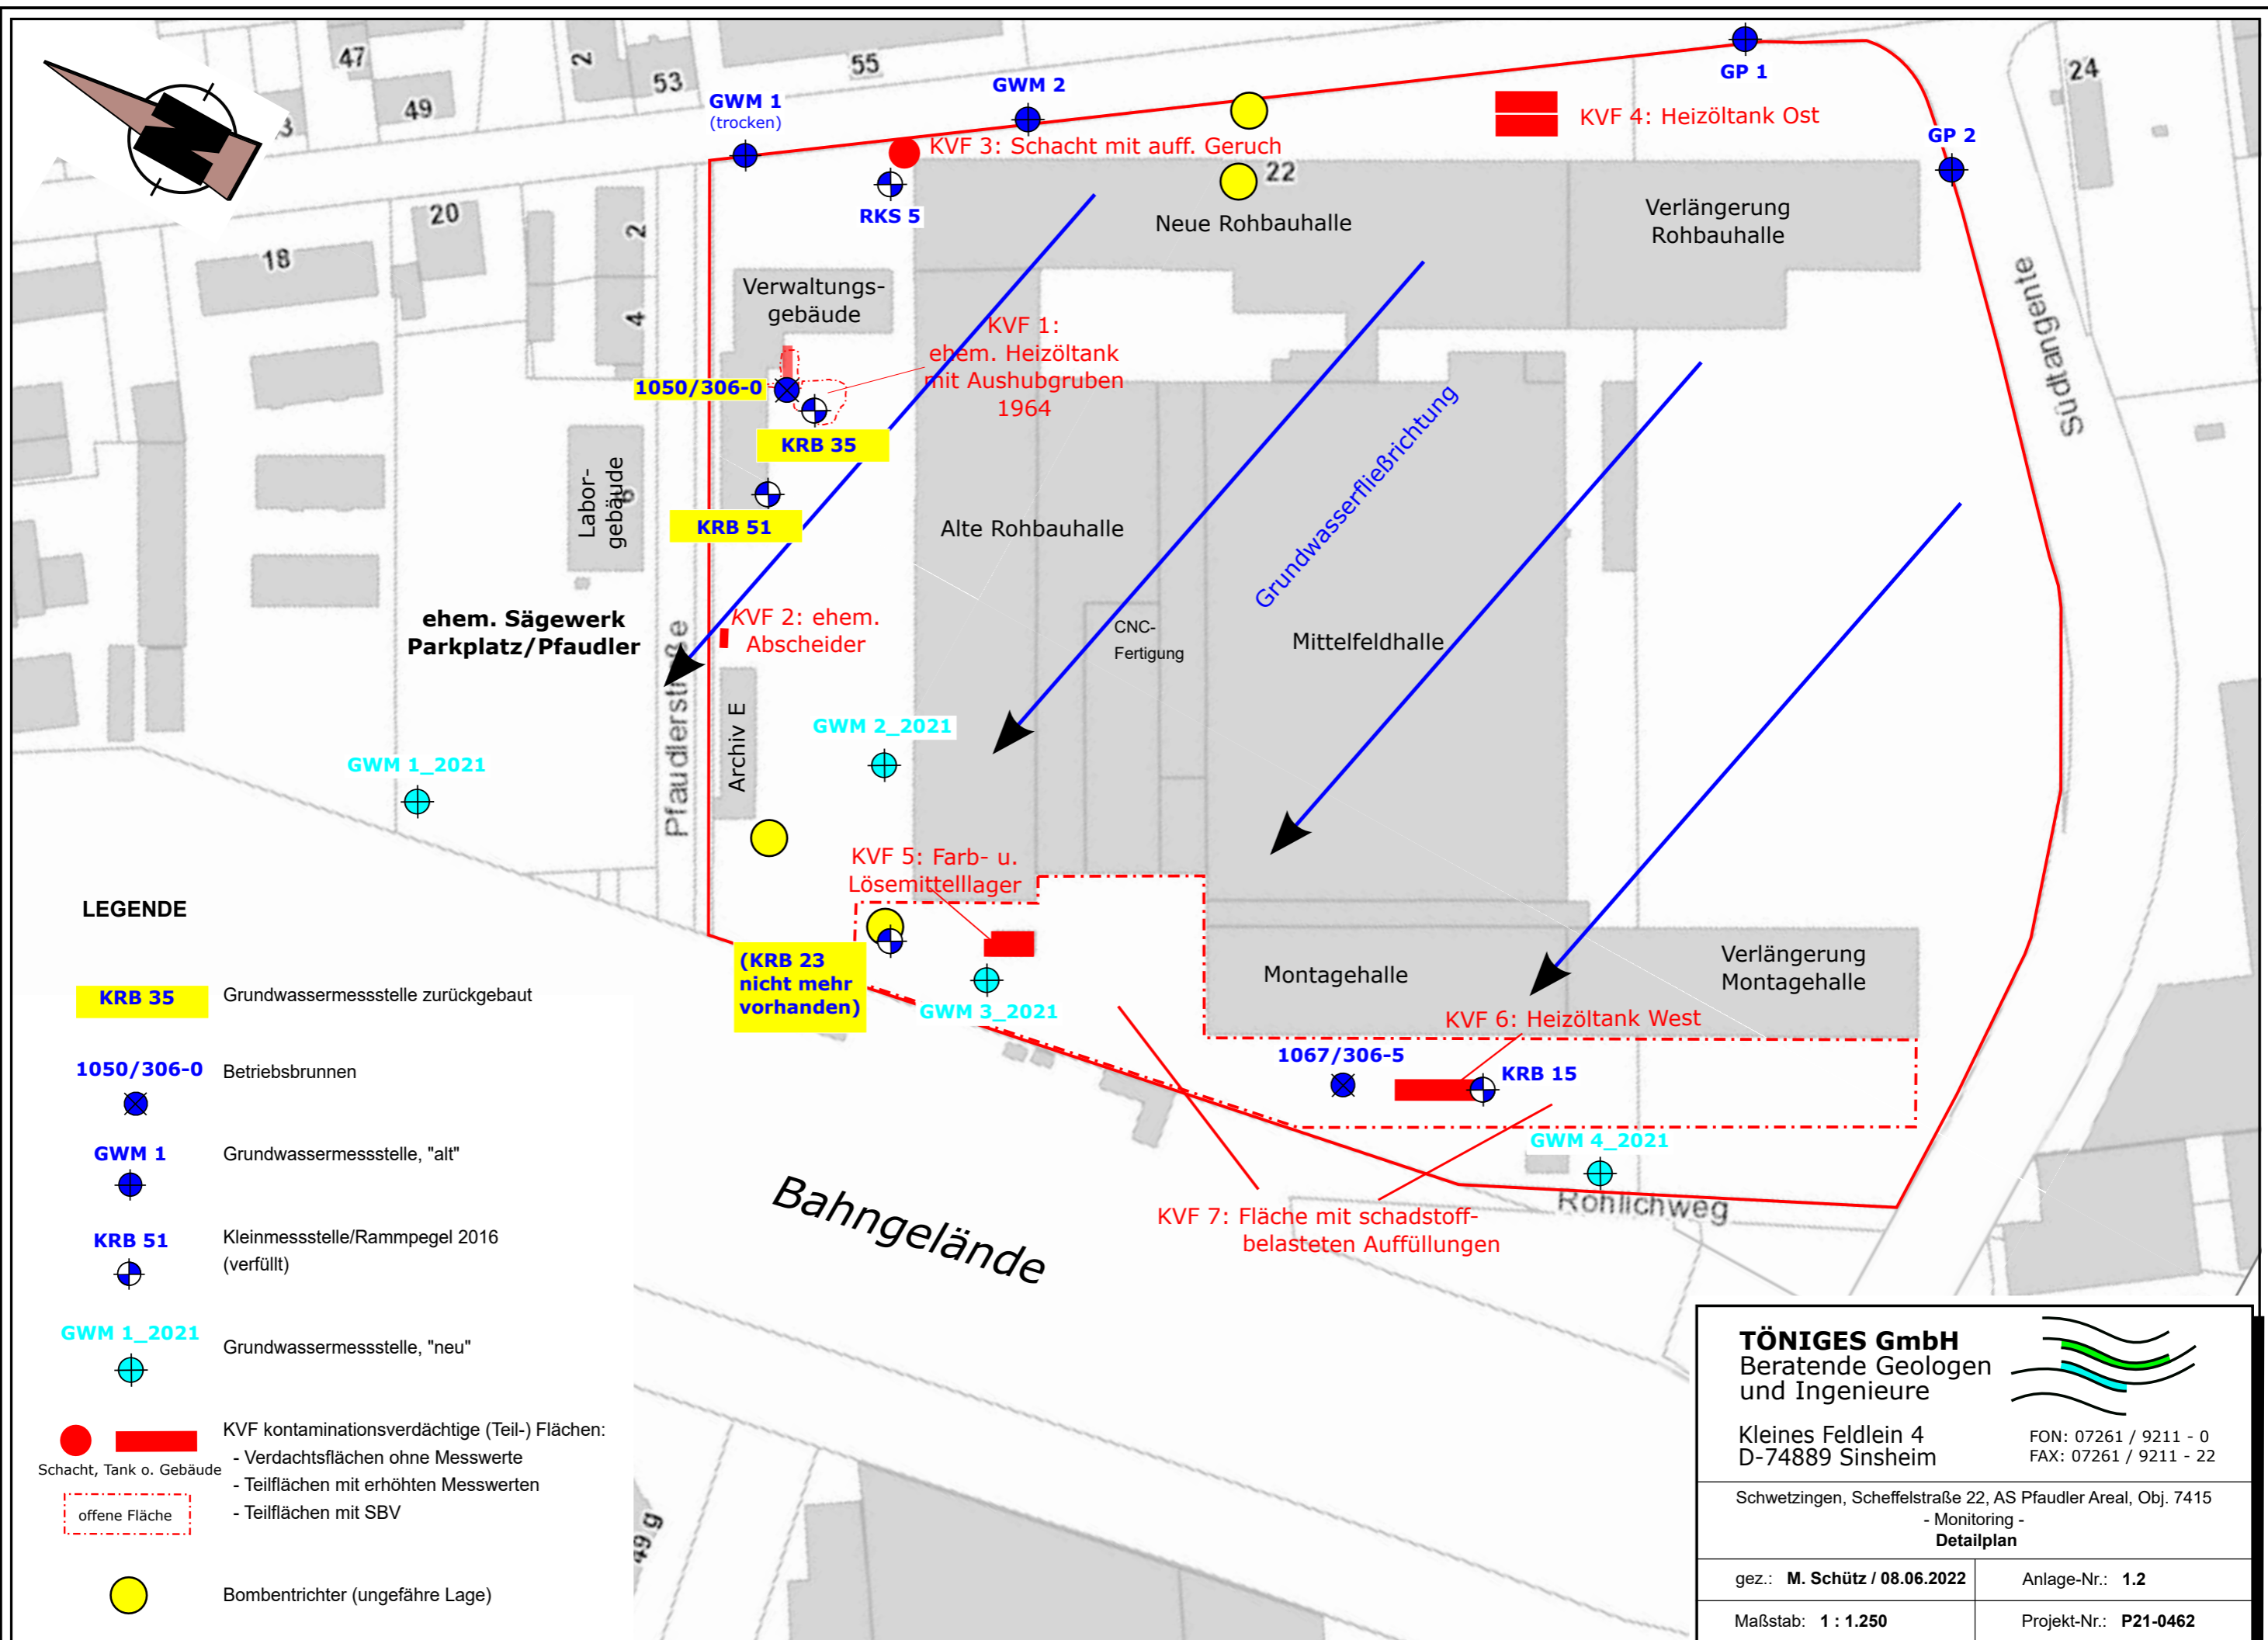 47
2
53
55
49
3
GWM 1
(trocken)
GWM 2
GP 1
24
KVF 4: Heizöltank Ost
GP 2
KVF 3: Schacht mit auff. Geruch
22
RKS 5
20
18
2
4
Neue Rohbauhalle
Verlängerung
Rohbauhalle
Südtangente
Verwaltungs-
gebäude
KVF 1:
ehem. Heizöltank
mit Aushubgruben
1964
1050/306-0
KRB 35
KRB 51
Labor-
gebäude
6
Alte Rohbauhalle
Grundwasserfließrichtung
ehem. Sägewerk
Parkplatz/Pfaudler
Pfaudlerstraße
KVF 2: ehem.
Abscheider
CNC-
Fertigung
Mittelfeldhalle
Archiv E
GWM 2_2021
GWM 1_2021
KVF 5: Farb- u.
Lösemittelllager
(KRB 23
nicht mehr
vorhanden)
GWM 3_2021
Montagehalle
Verlängerung
Montagehalle
KVF 6: Heizöltank West
1067/306-5
KRB 15
GWM 4_2021
Rohlichweg
KVF 7: Fläche mit schadstoff-
belasteten Auffüllungen
Bahngelände
49 g
LEGENDE
KRB 35
Grundwassermessstelle zurückgebaut
1050/306-0
Betriebsbrunnen
GWM 1
Grundwassermessstelle, "alt"
KRB 51
Kleinmessstelle/Rammpegel 2016
(verfüllt)
GWM 1_2021
Grundwassermessstelle, "neu"
KVF kontaminationsverdächtige (Teil-) Flächen:
- Verdachtsflächen ohne Messwerte
- Teilflächen mit erhöhten Messwerten
- Teilflächen mit SBV
Schacht, Tank o. Gebäude
offene Fläche
Bombentrichter (ungefähre Lage)
TÖNIGES GmbH
Beratende Geologen
und Ingenieure
Kleines Feldlein 4
D-74889 Sinsheim
FON: 07261 / 9211 - 0
FAX: 07261 / 9211 - 22
Schwetzingen, Scheffelstraße 22, AS Pfaudler Areal, Obj. 7415
- Monitoring -
Detailplan
gez.: M. Schütz / 08.06.2022
Anlage-Nr.: 1.2
Maßstab: 1 : 1.250
Projekt-Nr.: P21-0462